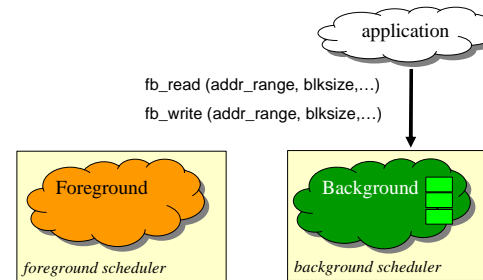 application
fb_read (addr_range, blksize,…)
fb_write (addr_range, blksize,…)
Foreground
Background
foreground scheduler
background scheduler